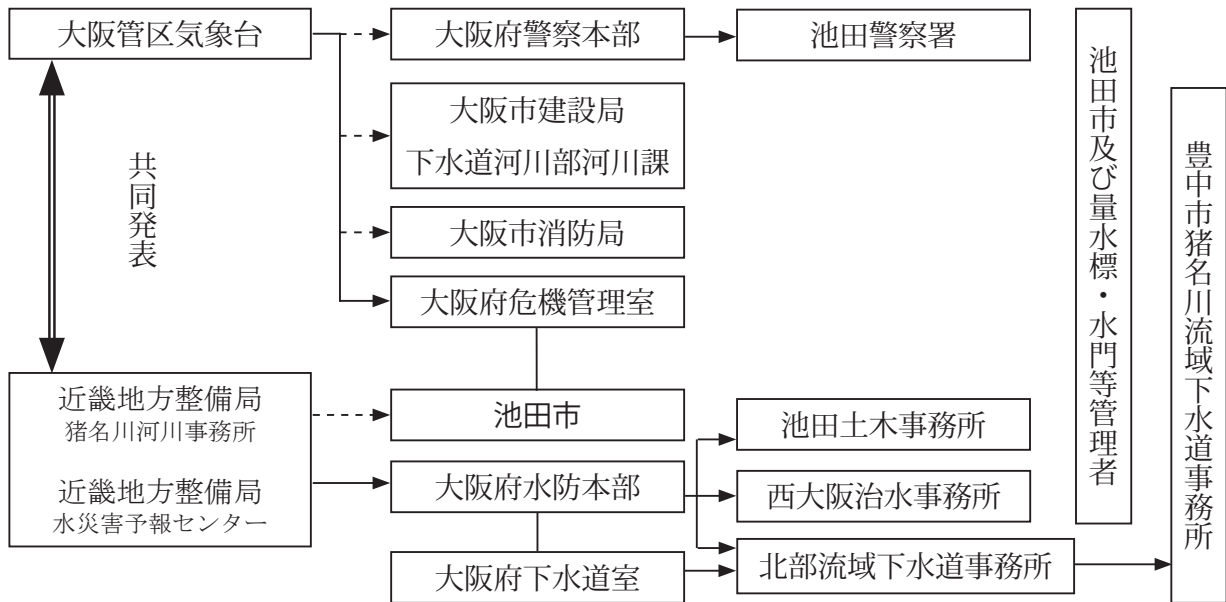 大阪管区気象台
共同発表
近畿地方整備局
猪名川河川事務所
近畿地方整備局
水災害予報センター
大阪府警察本部
大阪市建設局
下水道河川部河川課
大阪市消防局
大阪府危機管理室
池田市
大阪府水防本部
大阪府下水道室
池田警察署
池田土木事務所
西大阪治水事務所
北部流域下水道事務所
池田市及び量水標・水門等管理者
豊中市猪名川流域下水道事務所